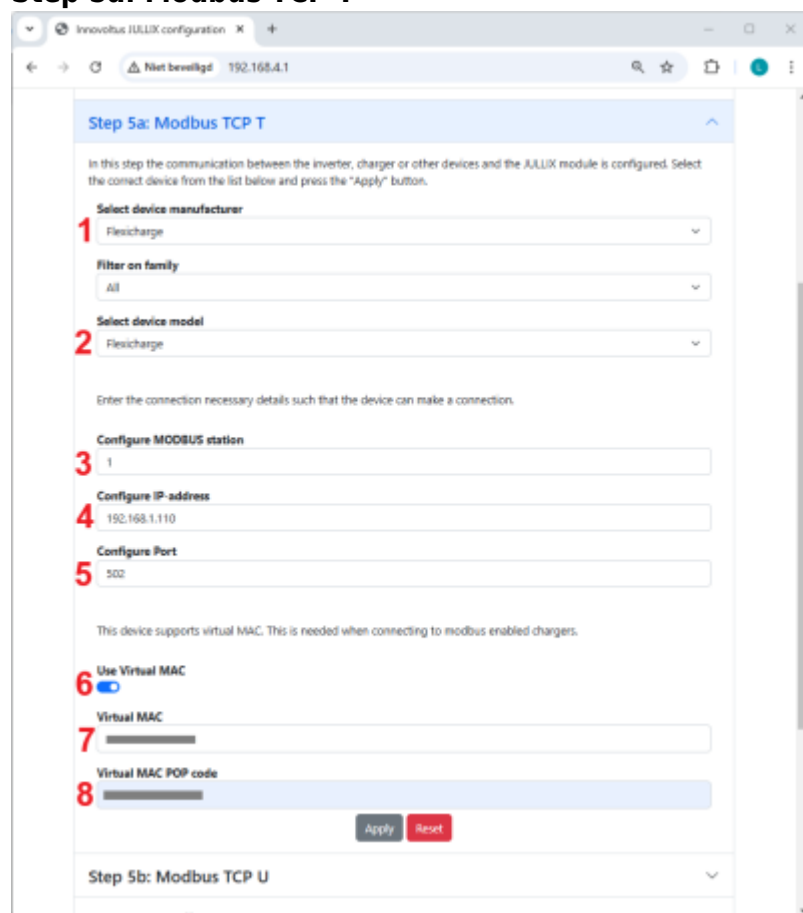 Step 5a: Modbus TCP T
Innovoltus JULLIX configuration
Niet beveiligd 192.168.4.1
L
Step 5a: Modbus TCP T
In this step the communication between the inverter, charger or other devices and the JULLIX module is configured. Select
the correct device from the list below and press the "Apply" button.
Select device manufacturer
1 Flexicharge
Filter on family
All
Select device model
2 Flexicharge
Enter the connection necessary details such that the device can make a connection.
Configure MODBUS station
3 1
Configure IP-address
4 192.168.1.110
Configure Port
5 502
This device supports virtual MAC. This is needed when connecting to modbus enabled chargers.
Use Virtual MAC
6
Virtual MAC
7
Virtual MAC POP code
8
Apply Reset
Step 5b: Modbus TCP U